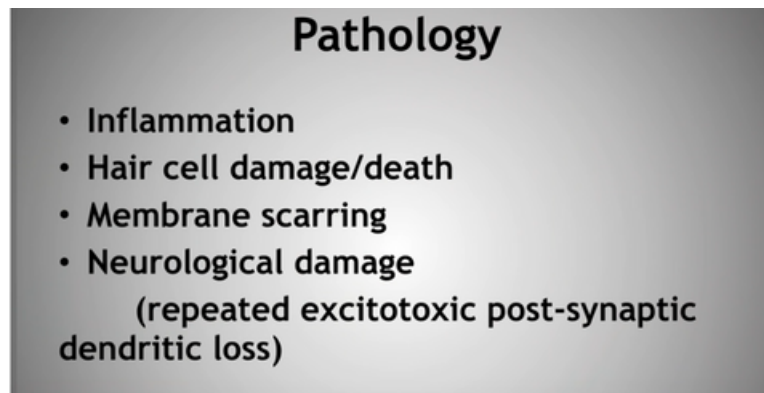 Pathology
• Inflammation
• Hair cell damage/death
• Membrane scarring
• Neurological damage
(repeated excitotoxic post-synaptic
dendritic loss)